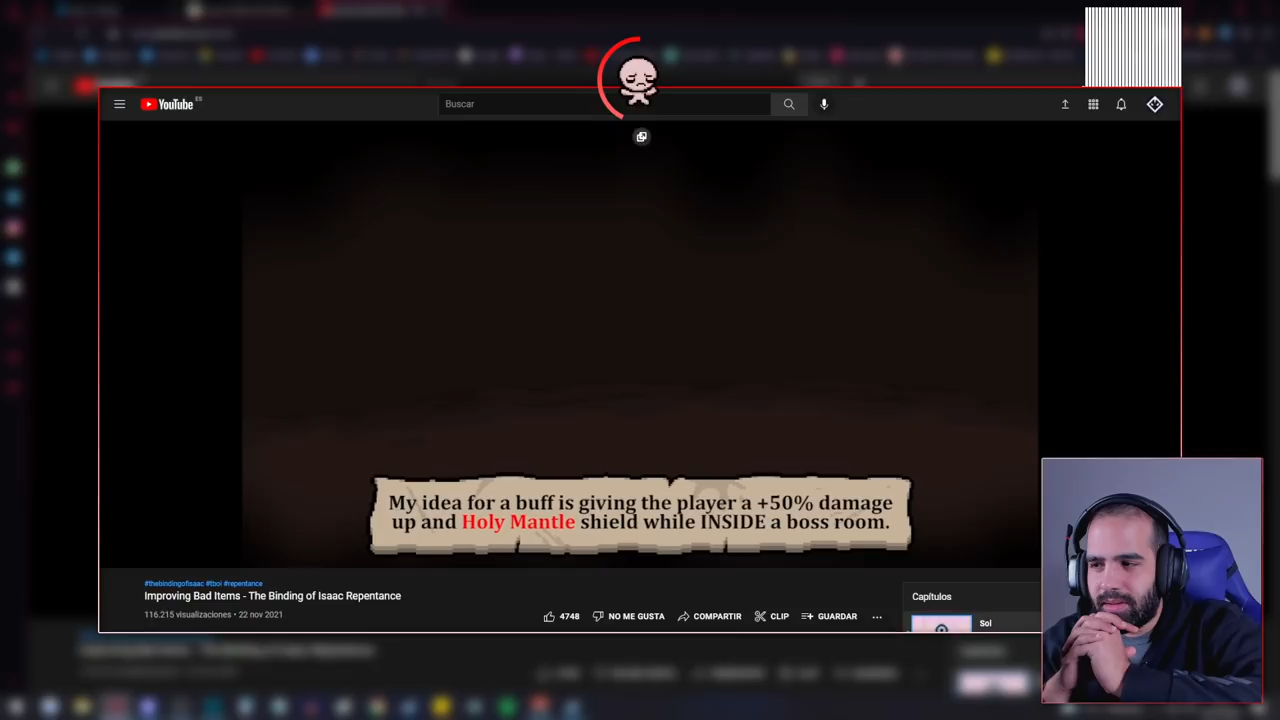 YouTube ES
Buscar
My idea for a buff is giving the player a +50% damage
up and Holy Mantle shield while INSIDE a boss room.
#thebindingofisaac #tboi #repentance
Improving Bad Items - The Binding of Isaac Repentance
116.215 visualizaciones • 22 nov 2021
4748 NO ME GUSTA COMPARTIR CLIP GUARDAR
Capítulos
Sol